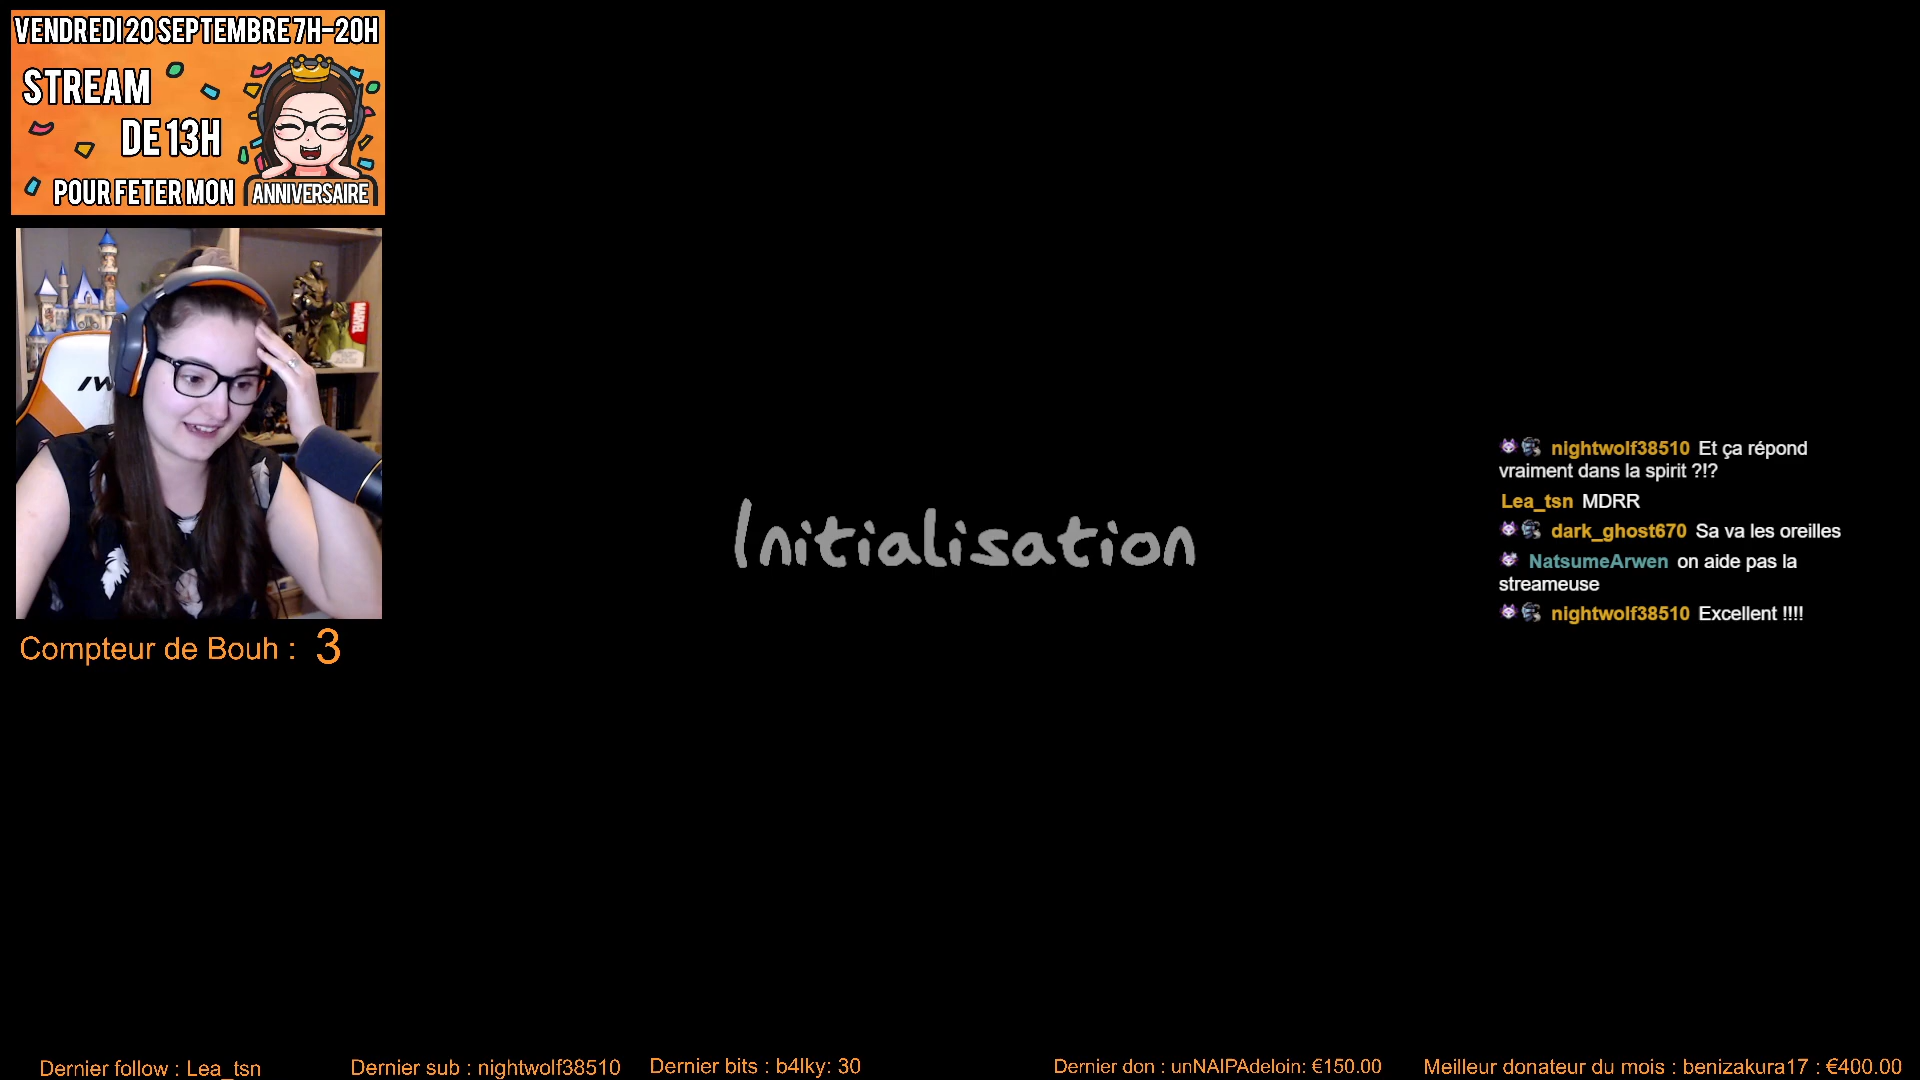 VENDREDI 20 SEPTEMBRE 7H-20H
STREAM
DE 13H
POUR FETER MON
ANNIVERSAIRE
MARVEL
Compteur de Bouh : 3
Initialisation
nightwolf38510 Et ça répond
vraiment dans la spirit ?!?
Lea_tsn MDRR
dark_ghost670 Sa va les oreilles
NatsumeArwen on aide pas la
streameuse
nightwolf38510 Excellent !!!!
Dernier follow : Lea_tsn
Dernier sub : nightwolf38510
Dernier bits : b4lky: 30
Dernier don : unNAIPAdeloin: €150.00
Meilleur donateur du mois : benizakura17 : €400.00